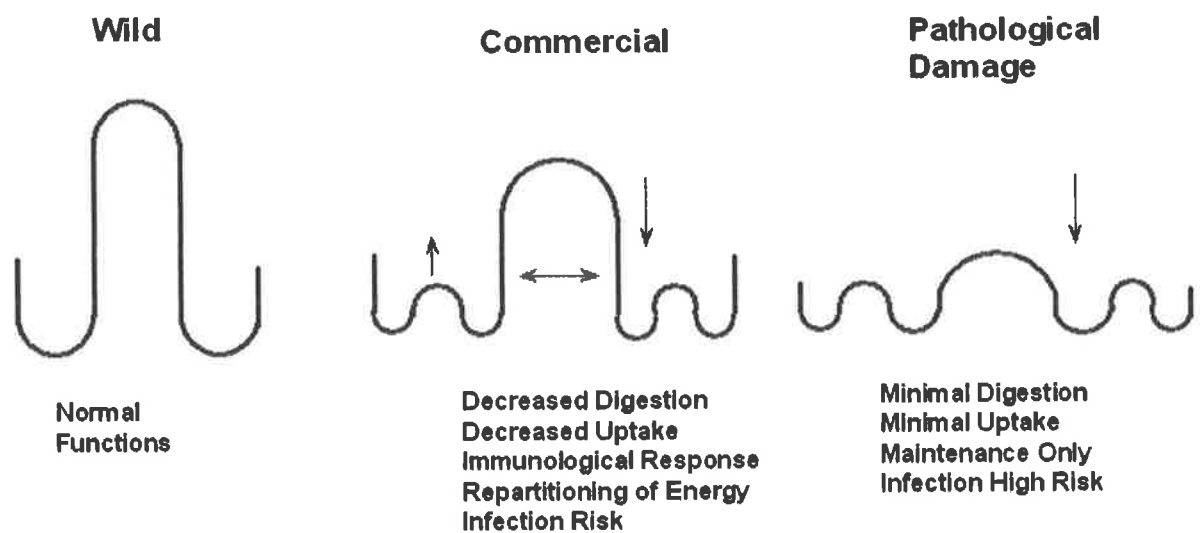 Wild
Commercial
Pathological
Damage
Normal
Functions
Decreased Digestion
Decreased Uptake
Immunological Response
Repartitioning of Energy
Infection Risk
Minimal Digestion
Minimal Uptake
Maintenance Only
Infection High Risk